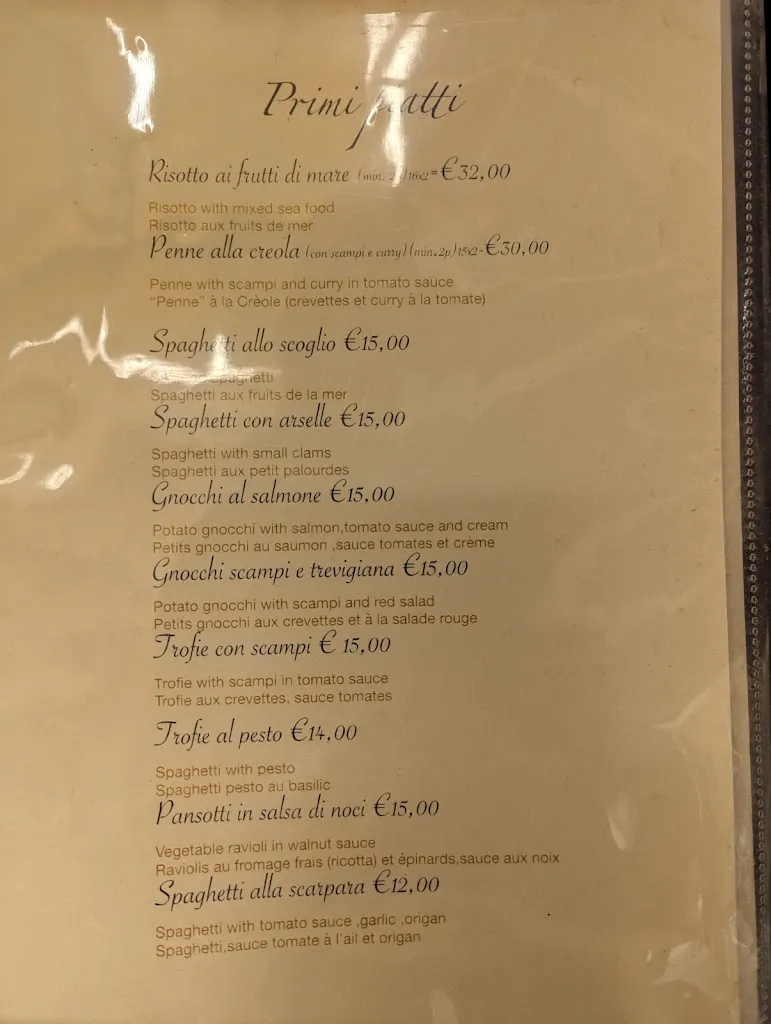 Primi piatti
Risotto ai frutti di mare (min. 2p) 16x2=€32,00
Risotto with mixed sea food
Risotto aux fruits de mer
Penne alla creola (con scampi e curry) (min. 2p) 15x2=€30,00
Penne with scampi and curry in tomato sauce
"Penne" à la Crèole (crevettes et curry à la tomate)
Spaghetti allo scoglio €15,00
spaghetti
Spaghetti aux fruits de la mer
Spaghetti con arselle €15,00
Spaghetti with small clams
Spaghetti aux petit palourdes
Gnocchi al salmone €15,00
Potato gnocchi with salmon,tomato sauce and cream
Petits gnocchi au saumon ,sauce tomates et crème
Gnocchi scampi e trevigiana €15,00
Potato gnocchi with scampi and red salad
Petits gnocchi aux crevettes et à la salade rouge
Trofie con scampi € 15,00
Trofie with scampi in tomato sauce
Trofie aux crevettes, sauce tomates
Trofie al pesto €14,00
Spaghetti with pesto
Spaghetti pesto au basilic
Pansotti in salsa di noci €15,00
Vegetable ravioli in walnut sauce
Raviolis au fromage frais (ricotta) et épinards,sauce aux noix
Spaghetti alla scarpara €12,00
Spaghetti with tomato sauce ,garlic ,origan
Spaghetti,sauce tomate à l'ail et origan